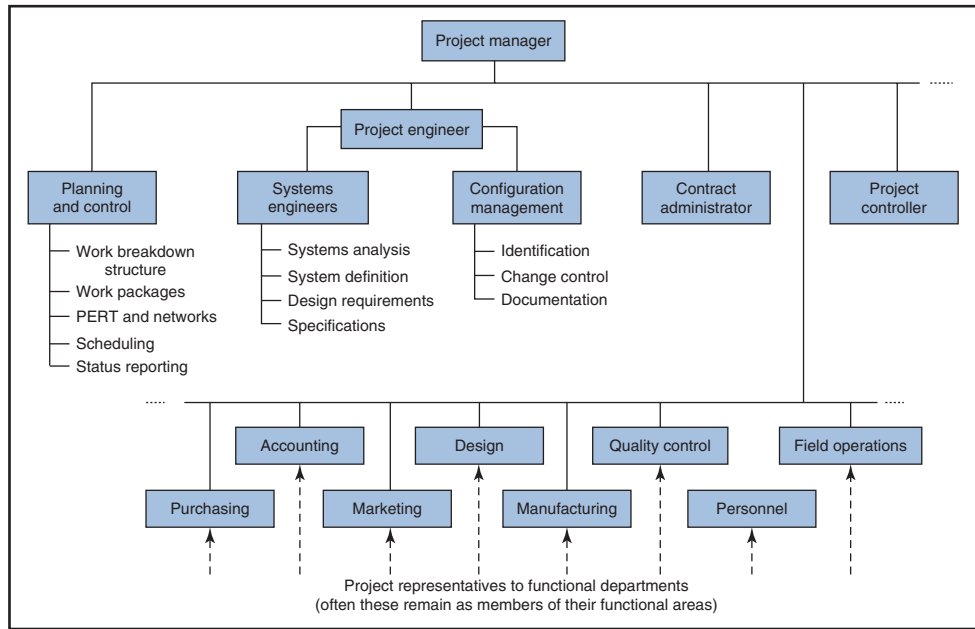 Project manager
Project engineer
Planning
and control
Systems
engineers
Configuration
management
Contract
administrator
Project
controller
Work breakdown
structure
Work packages
PERT and networks
Scheduling
Status reporting
Systems analysis
System definition
Design requirements
Specifications
Identification
Change control
Documentation
Accounting
Design
Quality control
Field operations
Purchasing
Marketing
Manufacturing
Personnel
Project representatives to functional departments
(often these remain as members of their functional areas)